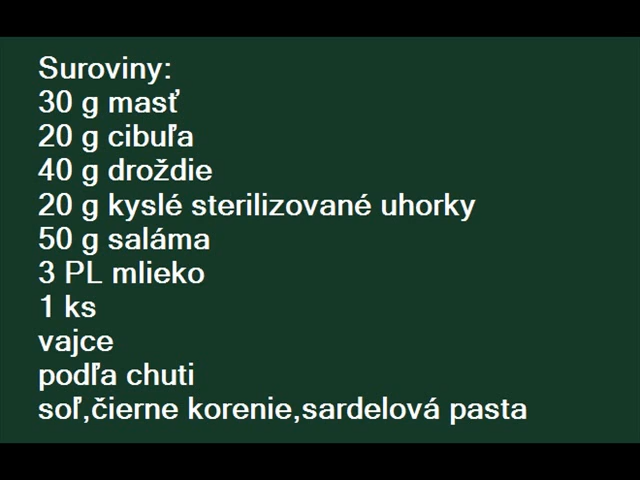 Suroviny:
30 g masť
20 g cibuľa
40 g droždie
20 g kyslé sterilizované uhorky
50 g saláma
3 PL mlieko
1 ks
vajce
podľa chuti
soľ,čierne korenie,sardelová pasta